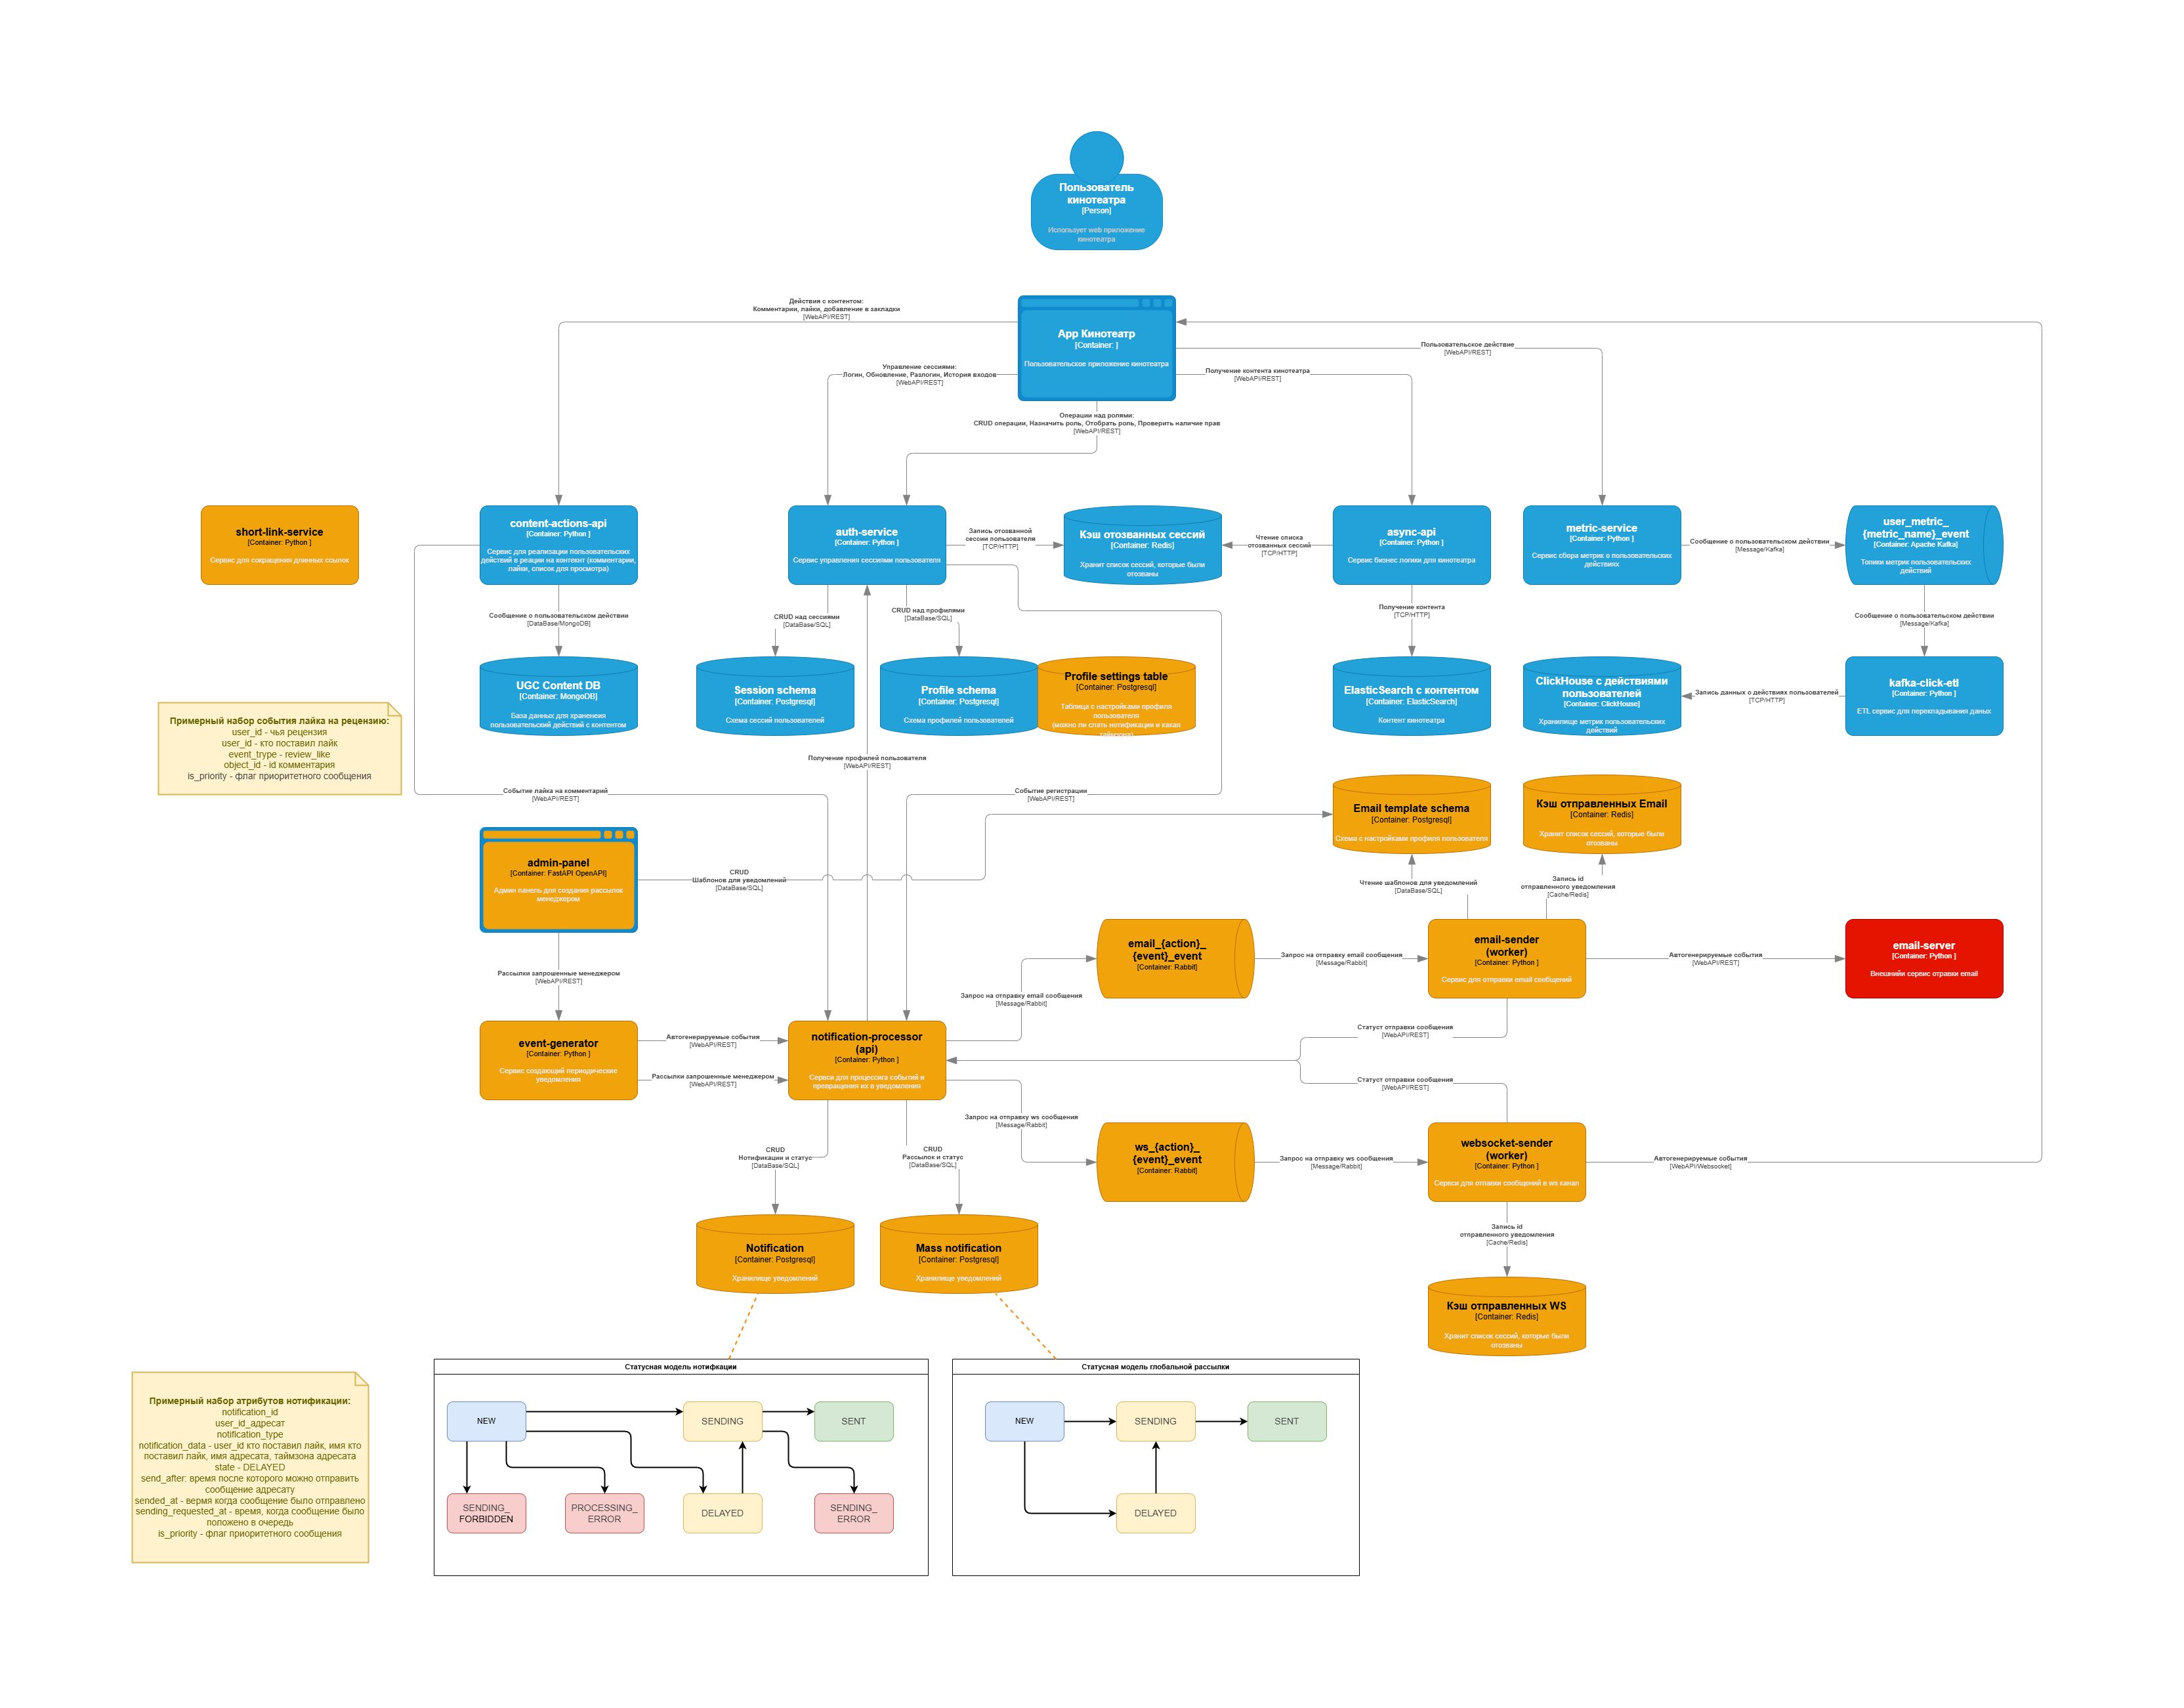 Пользователь
кинотеатра
[Person]
Использует web приложение
кинотеатра
Действия с контентом:
Комментарии, лайки, добавление в закладки
[WebAPI/REST]
App Кинотеатр
[Container: ]
Пользовательское приложение кинотеатра
Пользовательское действие
[WebAPI/REST]
Управление сессиями:
Логин, Обновление, Разлогин, История входов
[WebAPI/REST]
Получение контента кинотеатра
[WebAPI/REST]
Операции над ролями:
CRUD операции, Назначить роль, Отобрать роль, Проверить наличие прав
[WebAPI/REST]
short-link-service
[Container: Python ]
Сервис для сокращения длинных ссылок
content-actions-api
[Container: Python ]
Сервис для реализации пользовательских
действий в реации на контекнт (комментарии,
лайки, список для просмотра)
auth-service
[Container: Python ]
Сервис управления сессиями пользователя
Запись отозванной
сессии пользователя
[TCP/HTTP]
Кэш отозванных сессий
[Container: Redis]
Хранит список сессий, которые были
отозваны
Чтение списка
отозванных сессий
[TCP/HTTP]
async-api
[Container: Python ]
Сервис бизнес логики для кинотеатра
metric-service
[Container: Python ]
Сервис сбора метрик о пользовательских
действиях
Сообщение о пользовательском действии
[Message/Kafka]
user_metric_
{metric_name}_event
[Container: Apache Kafka]
Топики метрик пользовательских
действий
Сообщение о пользовательском действии
[DataBase/MongoDB]
CRUD над сессиями
[DataBase/SQL]
CRUD над профилями
[DataBase/SQL]
Получение контента
[TCP/HTTP]
Сообщение о пользовательском действии
[Message/Kafka]
UGC Content DB
[Container: MongoDB]
База данных для храненеия
пользовательский действий с контентом
Session schema
[Container: Postgresql]
Схема сессий пользователей
Profile schema
[Container: Postgresql]
Схема профилей пользователей
Profile settings table
[Container: Postgresql]
Таблица с настройками профиля
пользователя
(можно ли слать нотификации и какая
таймзона)
ElasticSearch с контентом
[Container: ElasticSearch]
Контент кинотеатра
ClickHouse с действиями
пользователей
[Container: ClickHouse]
Хранилище метрик пользовательских
действий
Запись данных о действиях пользователей
[TCP/HTTP]
kafka-click-etl
[Container: Python ]
ETL сервис для перекладывания даных
Примерный набор события лайка на рецензию:
user_id - чья рецензия
user_id - кто поставил лайк
event_trype - review_like
object_id - id комментария
is_priority - флаг приоритетного сообщения
Получение профилей пользователя
[WebAPI/REST]
Событие лайка на комментарий
[WebAPI/REST]
Событие регистрации
[WebAPI/REST]
Email template schema
[Container: Postgresql]
Схема с настройками профиля пользователя
Кэш отправленных Email
[Container: Redis]
Хранит список сессий, которые были
отозваны
admin-panel
[Container: FastAPI OpenAPI]
Админ панель для создания рассылок
менеджером
CRUD
Шаблонов для уведомлений
[DataBase/SQL]
Чтение шаблонов для уведомлений
[DataBase/SQL]
Запись id
отправленного уведомления
[Cache/Redis]
Рассылки запрошенные менеджером
[WebAPI/REST]
email_{action}_
{event}_event
[Container: Rabbit]
Запрос на отправку email сообщения
[Message/Rabbit]
email-sender
(worker)
[Container: Python ]
Сервис для отправки email сообщений
Автогенерируемые события
[WebAPI/REST]
email-server
[Container: Python ]
Внешнийи сервис отравки email
Запрос на отправку email сообщения
[Message/Rabbit]
event-generator
[Container: Python ]
Сервис создающий периодические
уведомления
Автогенерируемые события
[WebAPI/REST]
Рассылки запрошенные менеджером
[WebAPI/REST]
notification-processor
(api)
[Container: Python ]
Серви для процессига событий и
превращения их в уведомления
Статуст отправки сообщения
[WebAPI/REST]
Статуст отправки сообщения
[WebAPI/REST]
Запрос на отправку ws сообщения
[Message/Rabbit]
CRUD
Нотификации и статус
[DataBase/SQL]
CRUD
Рассылок и статус
[DataBase/SQL]
ws_{action}_
{event}_event
[Container: Rabbit]
Запрос на отправку ws сообщения
[Message/Rabbit]
websocket-sender
(worker)
[Container: Python ]
Серви для отпавки сообщений в ws канал
Автогенерируемые события
[WebAPI/Websocket]
Запись id
отправленного уведомления
[Cache/Redis]
Notification
[Container: Postgresql]
Хранилище уведомлений
Mass notification
[Container: Postgresql]
Хранилище уведомлений
Кэш отправленных WS
[Container: Redis]
Хранит список сессий, которые были
отозваны
Примерный набор атрибутов нотификации:
notification_id
user_id_адресат
notification_type
notification_data - user_id кто поставил лайк, имя кто
поставил лайк, имя адресата, таймзона адресата
state - DELAYED
send_after: время после которого можно отправить
сообщение адресату
sended_at - вермя когда сообщение было отправлено
sending_requested_at - время, когда сообщение было
положено в очередь
is_priority - флаг приоритетного сообщения
Статусная модель нотифкации
NEW
SENDING
SENT
SENDING_
FORBIDDEN
PROCESSING_
ERROR
DELAYED
SENDING_
ERROR
Статусная модель глобальной рассылки
NEW
SENDING
SENT
DELAYED